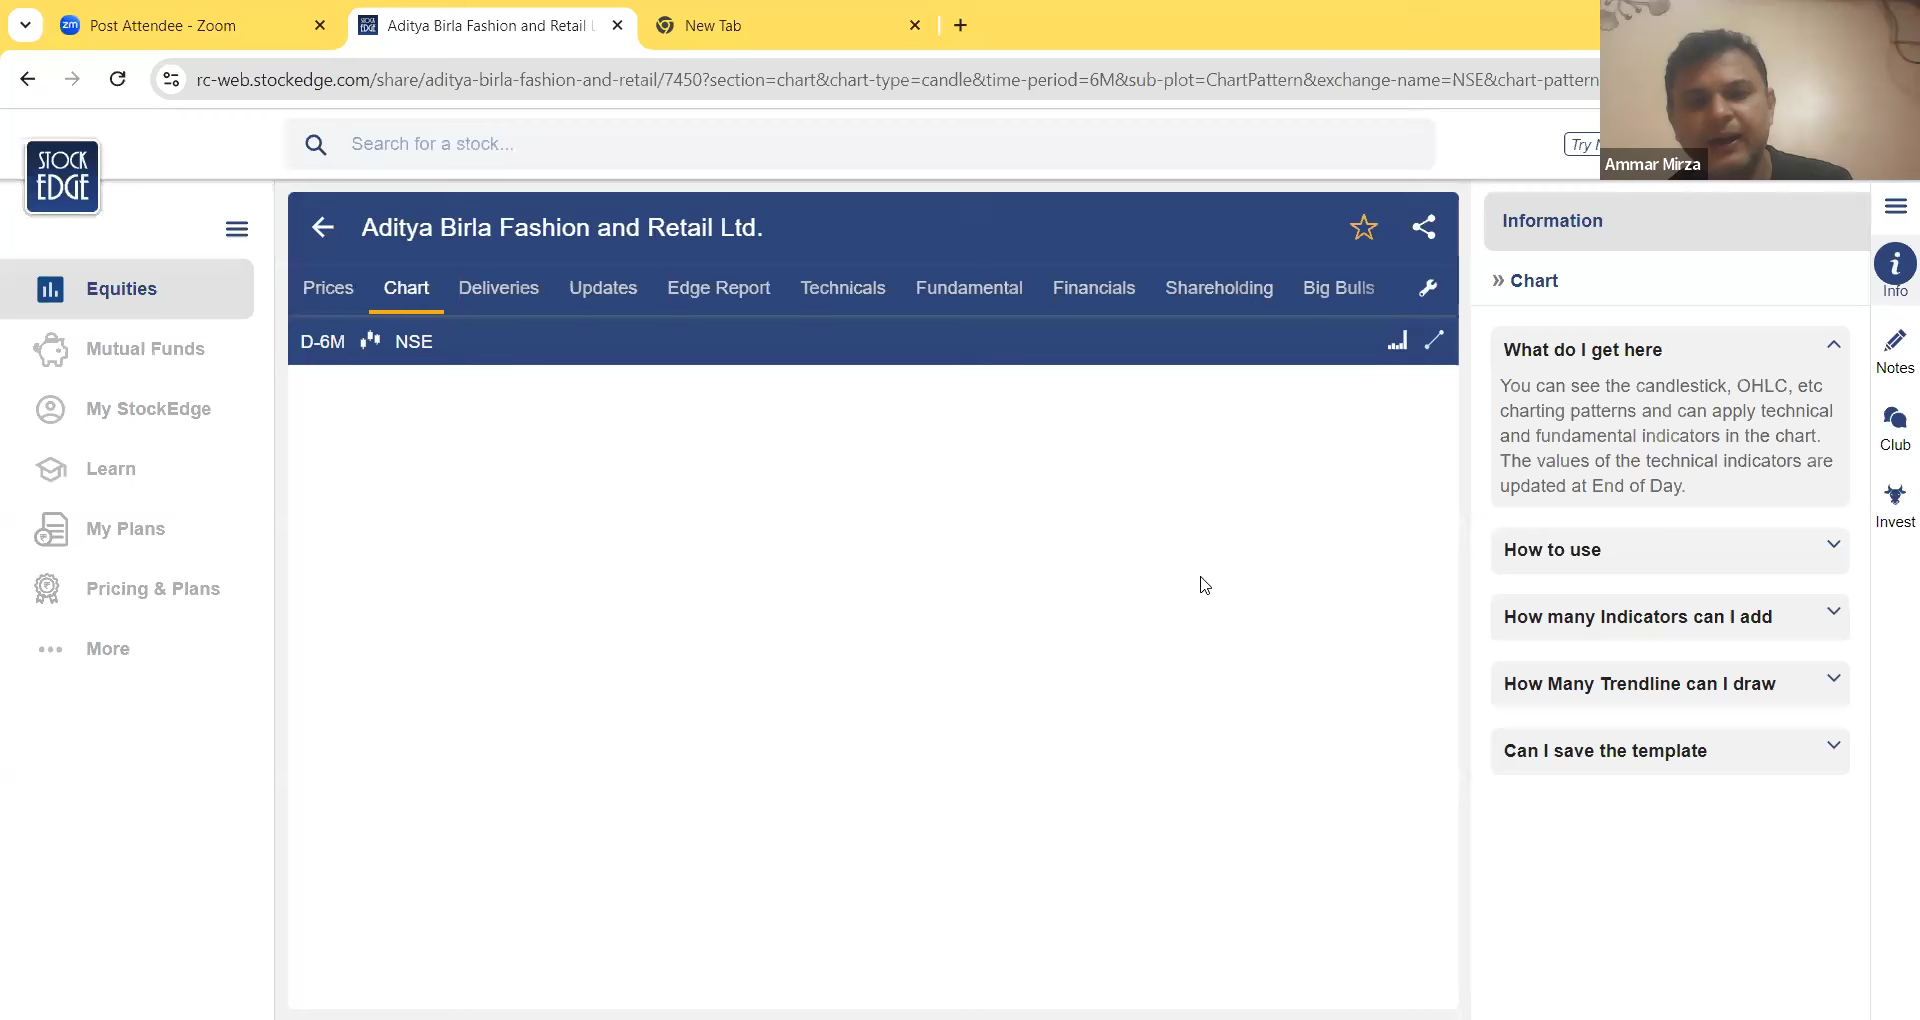 zm Post Attendee - Zoom
STOCK EDGE Aditya Birla Fashion and Retail L
New Tab
rc-web.stockedge.com/share/aditya-birla-fashion-and-retail/7450?section=chart&chart-type=candle&time-period=6M&sub-plot=ChartPattern&exchange-name=NSE&chart-pattern
Ammar Mirza
STOCK
EDGE
Search for a stock...
Try
Equities
Mutual Funds
My StockEdge
Learn
My Plans
Pricing & Plans
More
Aditya Birla Fashion and Retail Ltd.
Prices Chart Deliveries Updates Edge Report Technicals Fundamental Financials Shareholding Big Bulls
D-6M NSE
Information
» Chart
What do I get here
You can see the candlestick, OHLC, etc
charting patterns and can apply technical
and fundamental indicators in the chart.
The values of the technical indicators are
updated at End of Day.
How to use
How many Indicators can I add
How Many Trendline can I draw
Can I save the template
Info
Notes
Club
Invest